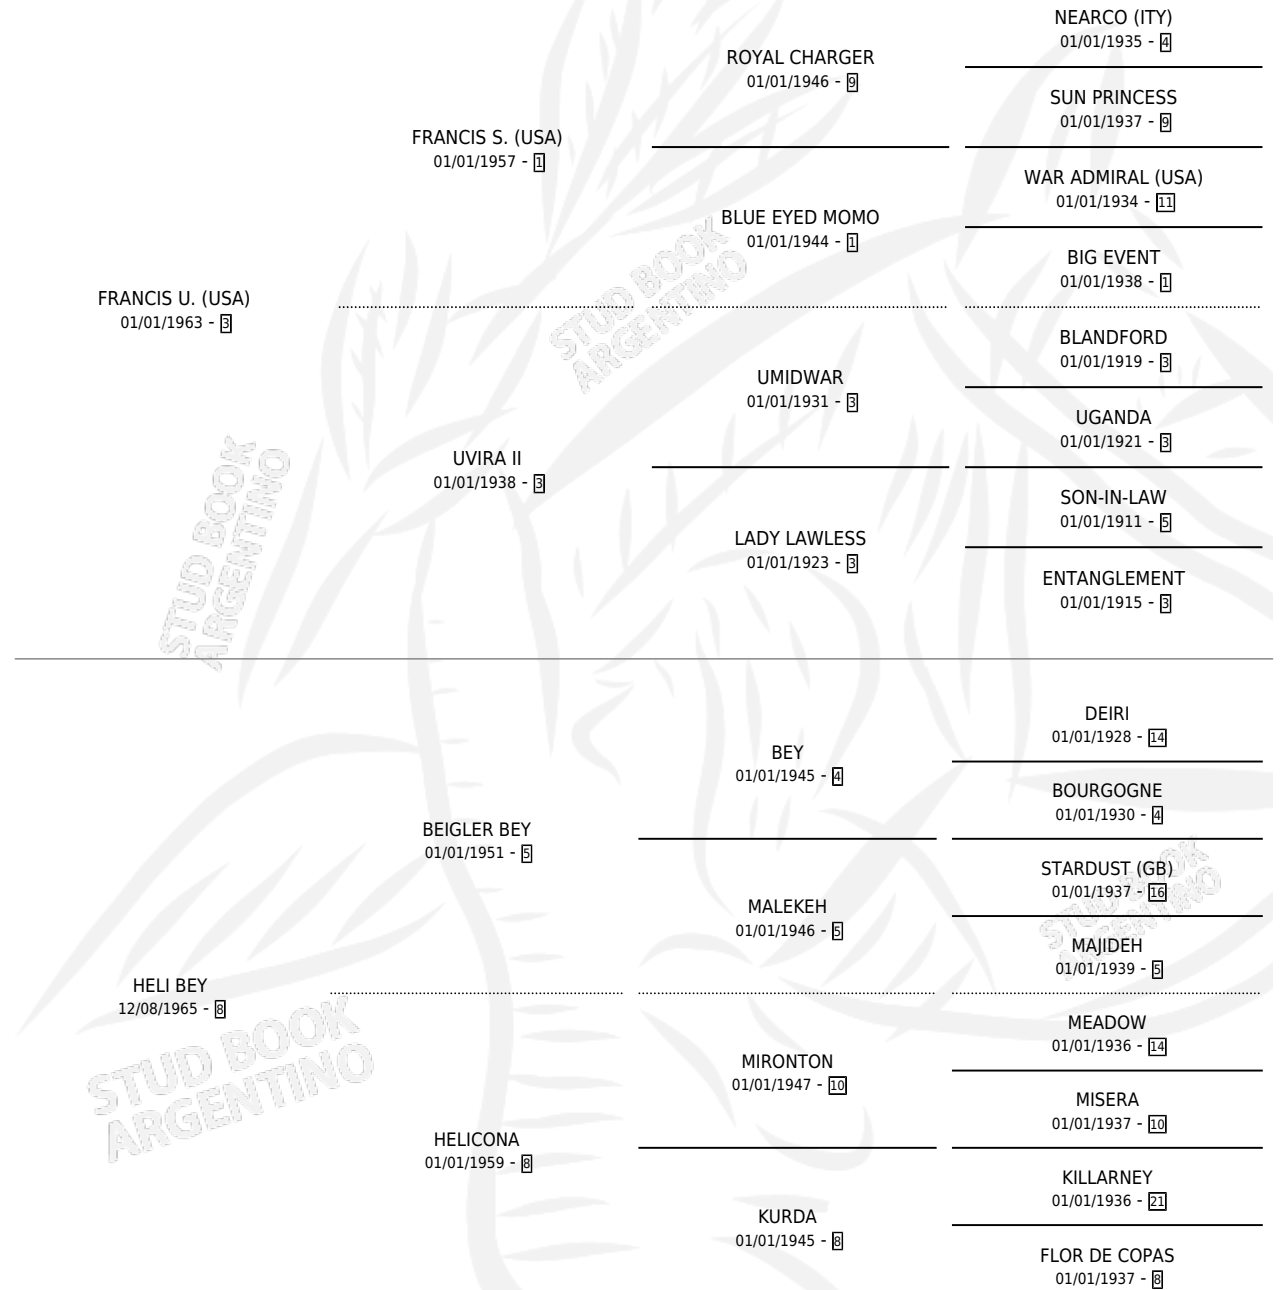 NEARCO (ITY)
01/01/1935 - 4
ROYAL CHARGER
01/01/1946 - 9
SUN PRINCESS
01/01/1937 - 9
FRANCIS S. (USA)
01/01/1957 - 1
WAR ADMIRAL (USA)
01/01/1934 - 11
BLUE EYED MOMO
01/01/1944 - 1
BIG EVENT
01/01/1938 - 1
FRANCIS U. (USA)
01/01/1963 - 3
STUD BOOK
ARGENTINO
BLANDFORD
01/01/1919 - 3
UMIDWAR
01/01/1931 - 3
UGANDA
01/01/1921 - 3
UVIRA II
01/01/1938 - 3
SON-IN-LAW
01/01/1911 - 5
LADY LAWLESS
01/01/1923 - 3
ENTANGLEMENT
01/01/1915 - 3
STUD BOOK
ARGENTINO
DEIRI
01/01/1928 - 14
BEY
01/01/1945 - 4
BOURGOGNE
01/01/1930 - 4
BEIGLER BEY
01/01/1951 - 5
STARDUST (GB)
01/01/1937 - 16
MALEKEH
01/01/1946 - 5
STUD BOOK
ARGENTINO
MAJIDEH
01/01/1939 - 5
HELI BEY
12/08/1965 - 8
STUD BOOK
ARGENTINO
MEADOW
01/01/1936 - 14
MIRONTON
01/01/1947 - 10
MISERA
01/01/1937 - 10
HELICONA
01/01/1959 - 8
KILLARNEY
01/01/1936 - 21
KURDA
01/01/1945 - 8
FLOR DE COPAS
01/01/1937 - 8